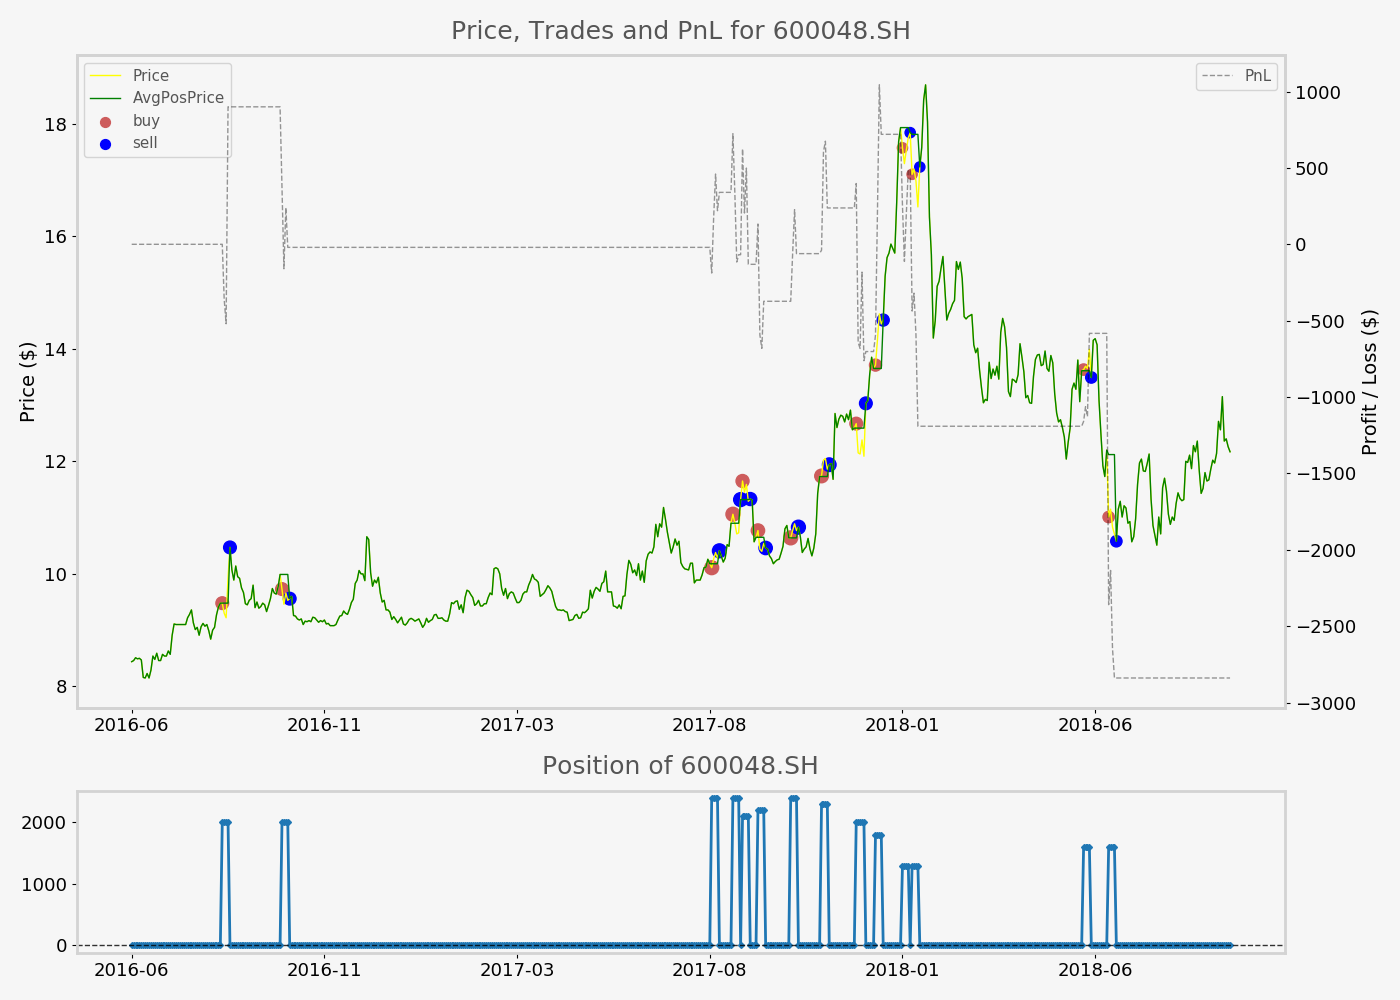 Price, Trades and PnL for 600048.SH
Price
AvgPosPrice
buy
sell
PnL
18
16
14
12
10
8
Price ($)
1000
500
0
−500
−1000
−1500
−2000
−2500
−3000
Profit / Loss ($)
2016-06 2016-11 2017-03 2017-08 2018-01 2018-06
Position of 600048.SH
2000
1000
0
2016-06 2016-11 2017-03 2017-08 2018-01 2018-06